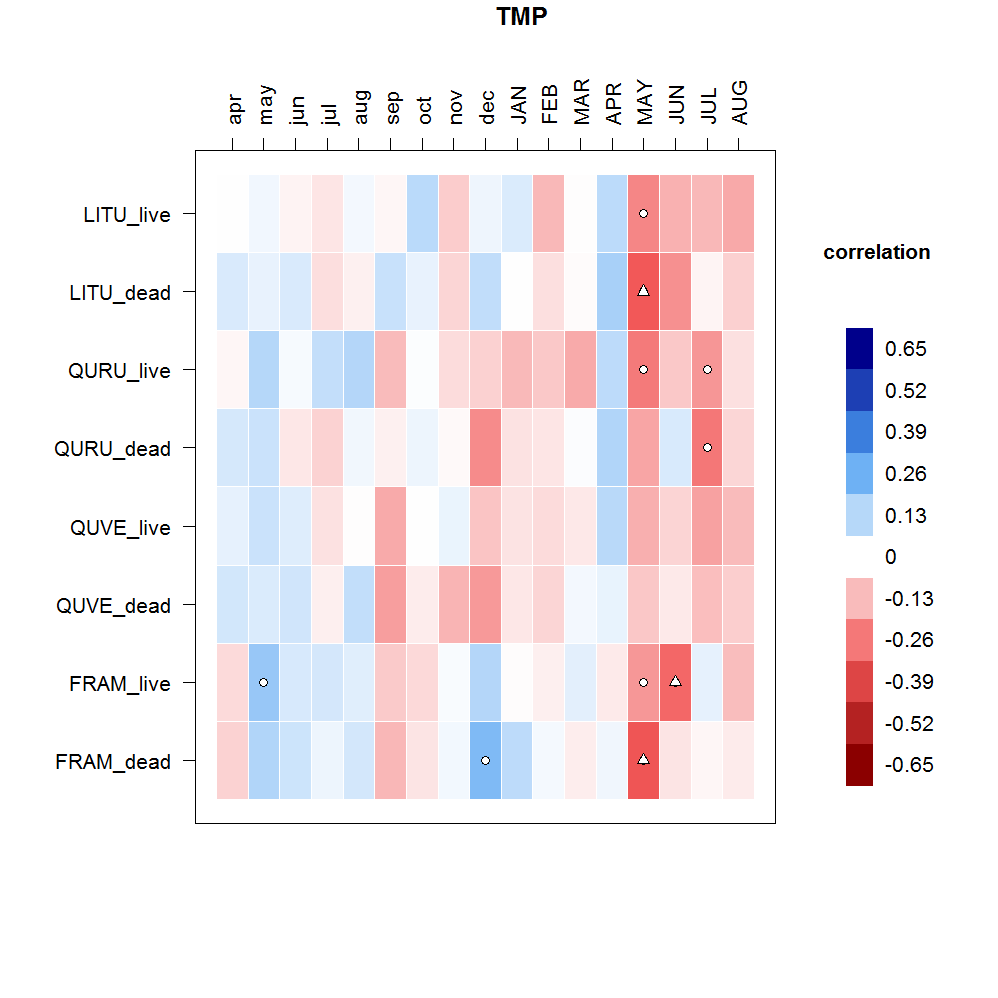 TMP
apr may jun jul aug sep oct nov dec JAN FEB MAR APR MAY JUN JUL AUG
LITU_live
LITU_dead
QURU_live
QURU_dead
QUVE_live
QUVE_dead
FRAM_live
FRAM_dead
correlation
0.65
0.52
0.39
0.26
0.13
0
-0.13
-0.26
-0.39
-0.52
-0.65